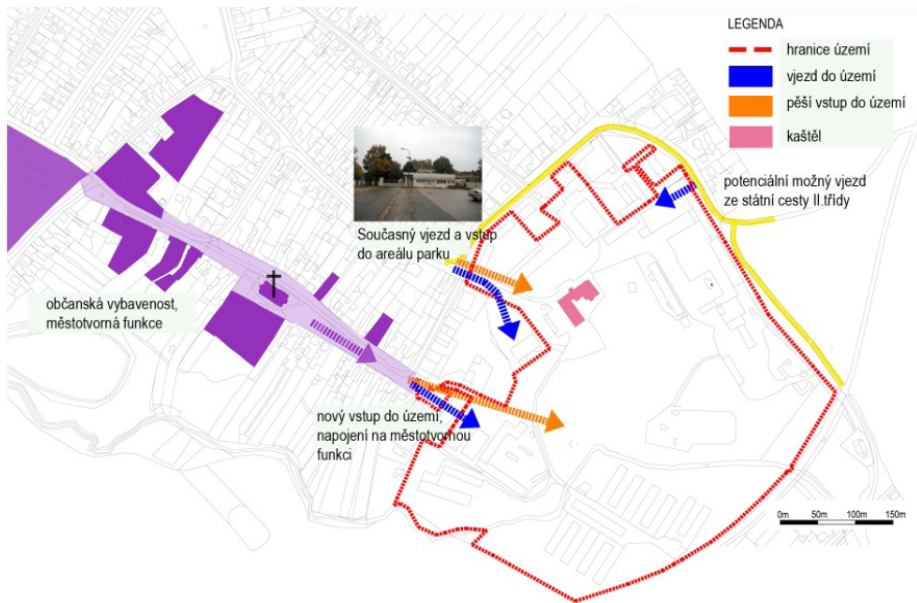 LEGENDA
hranice území
vjezd do území
pěší vstup do území
kaštěl
potenciální možný vjezd
ze státní cesty II.třídy
Současný vjezd a vstup
do areálu parku
občanská vybavenost,
městotvorná funkce
nový vstup do území,
napojení na městotvornou
funkci
0m 50m 100m 150m